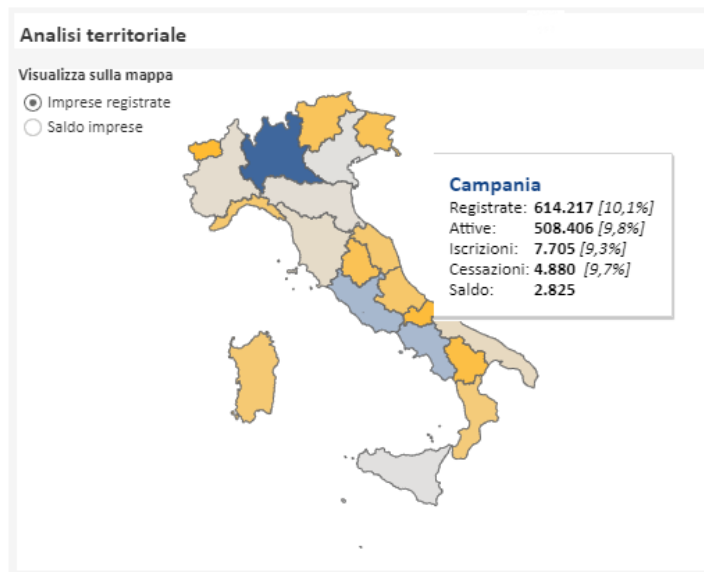 Analisi territoriale
Visualizza sulla mappa
Imprese registrate
Saldo imprese
Campania
Registrate: 614.217 [10,1%]
Attive: 508.406 [9,8%]
Iscrizioni: 7.705 [9,3%]
Cessazioni: 4.880 [9,7%]
Saldo: 2.825